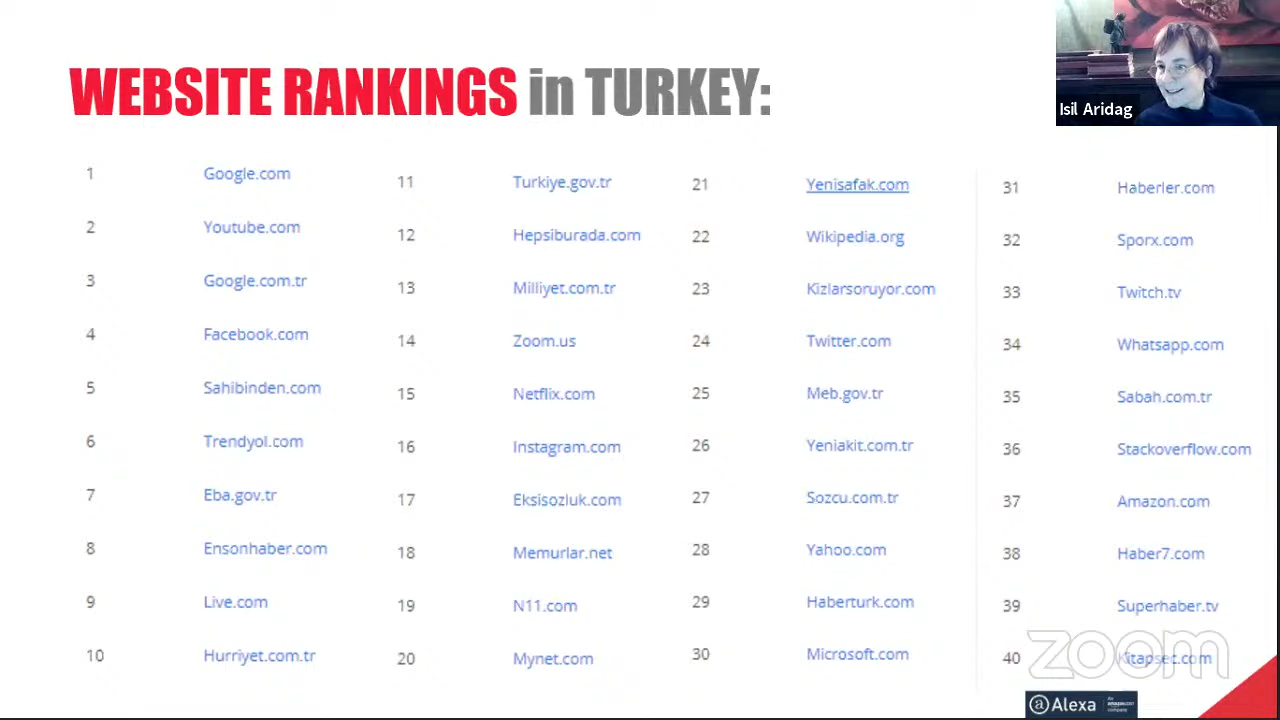 WEBSITE RANKINGS in TURKEY:
Isil Aridag
1 Google.com
2 Youtube.com
3 Google.com.tr
4 Facebook.com
5 Sahibinden.com
6 Trendyol.com
7 Eba.gov.tr
8 Ensonhaber.com
9 Live.com
10 Hurriyet.com.tr
11 Turkiye.gov.tr
12 Hepsiburada.com
13 Milliyet.com.tr
14 Zoom.us
15 Netflix.com
16 Instagram.com
17 Eksisozluk.com
18 Memurlar.net
19 N11.com
20 Mynet.com
21 Yenisafak.com
22 Wikipedia.org
23 Kizlarsoruyor.com
24 Twitter.com
25 Meb.gov.tr
26 Yeniakit.com.tr
27 Sozcu.com.tr
28 Yahoo.com
29 Haberturk.com
30 Microsoft.com
31 Haberler.com
32 Sporx.com
33 Twitch.tv
34 Whatsapp.com
35 Sabah.com.tr
36 Stackoverflow.com
37 Amazon.com
38 Haber7.com
39 Superhaber.tv
40 Kitapsec.com
zoom
Alexa
An
amazon.com
company